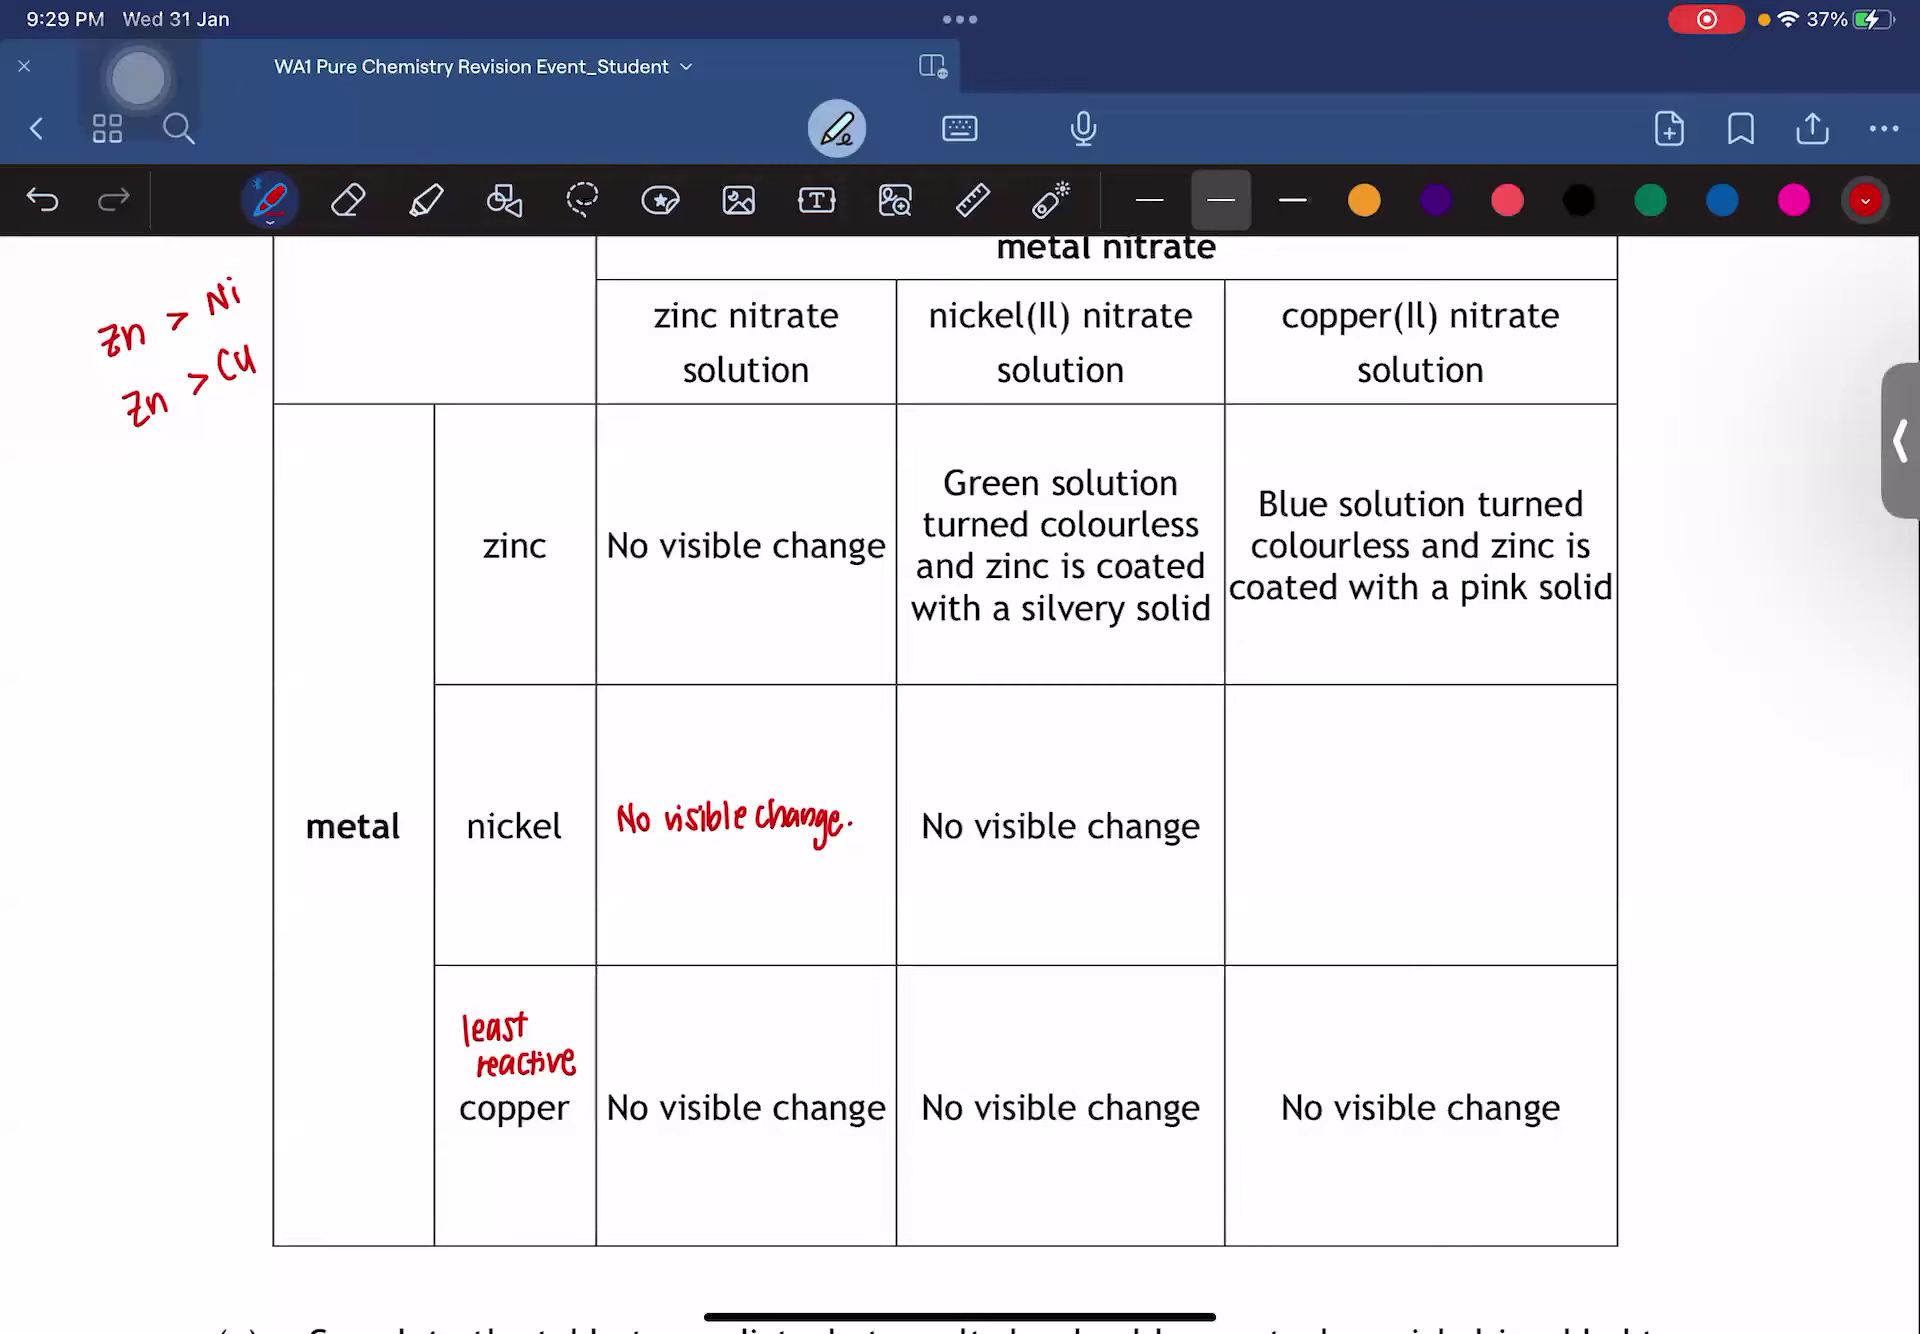 9:29 PM Wed 31 Jan
37%
WA1 Pure Chemistry Revision Event_Student
metal nitrate
Zn > Ni
Zn > Cu
zinc nitrate
solution
nickel(Il) nitrate
solution
copper(Il) nitrate
solution
metal
zinc
No visible change
Green solution
turned colourless
and zinc is coated
with a silvery solid
Blue solution turned
colourless and zinc is
coated with a pink solid
nickel
No visible change.
No visible change
least
reactive
copper
No visible change
No visible change
No visible change